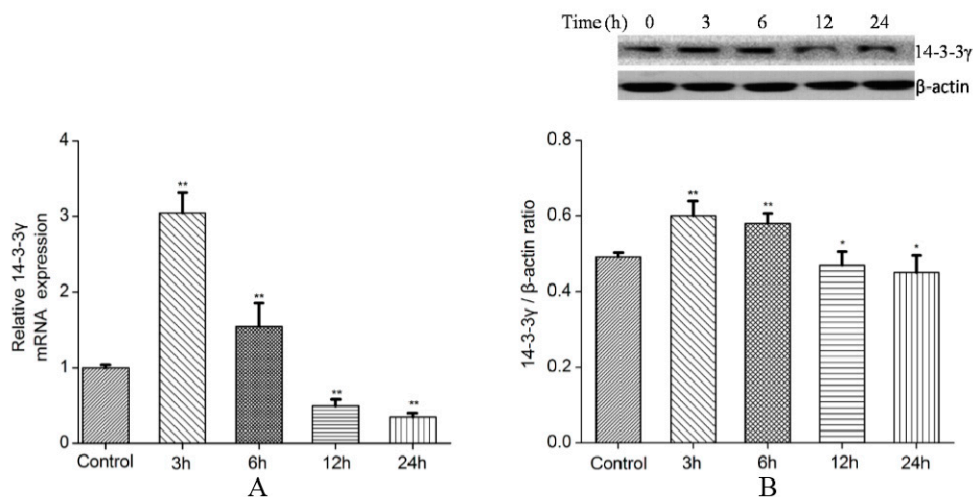 Time (h) 0 3 6 12 24
14-3-3γ
β-actin
Relative 14-3-3γ
mRNA expression
4
3
2
1
0
**
**
**
**
Control 3h 6h 12h 24h
A
14-3-3γ / β-actin ratio
0.8
0.6
0.4
0.2
0.0
**
**
*
*
Control 3h 6h 12h 24h
B